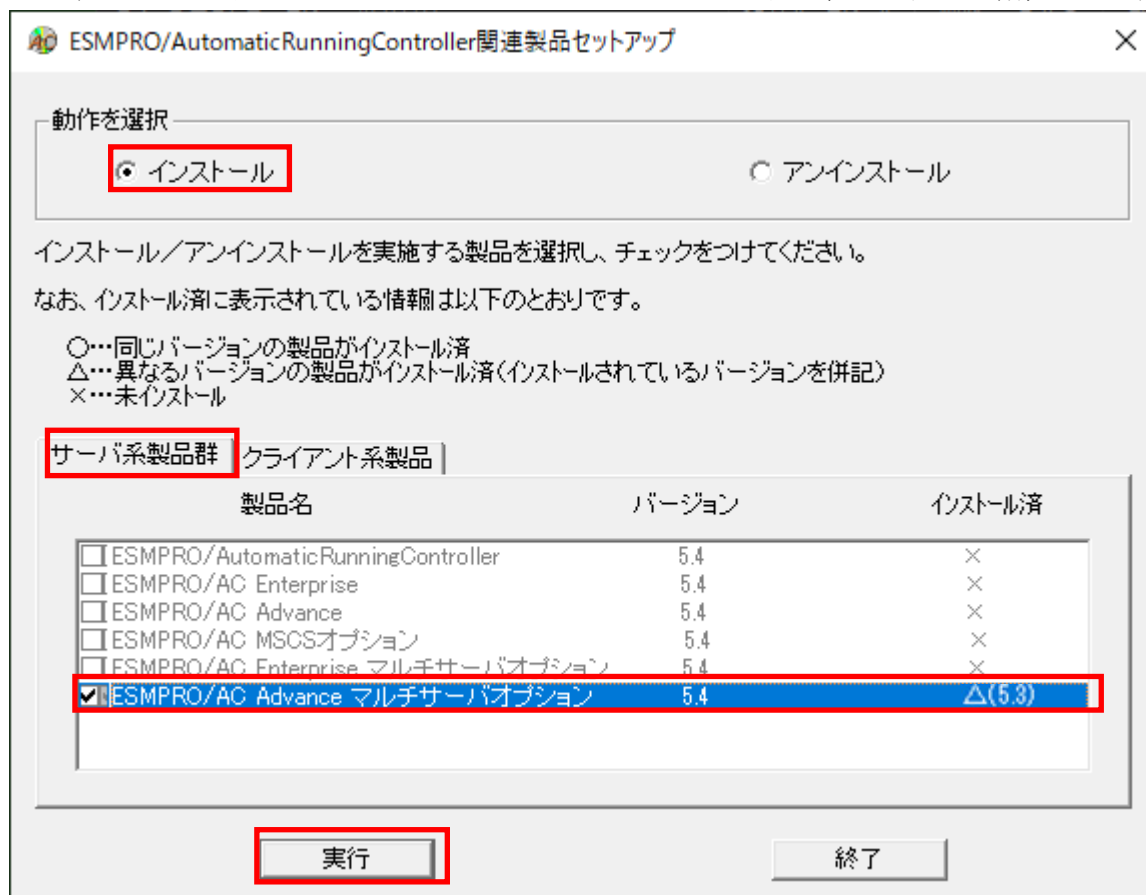 ESMPRO/AutomaticRunningController関連製品セットアップ
動作を選択
インストール
アンインストール
インストール／アンインストールを実施する製品を選択し、チェックをつけてください。
なお、インストール済に表示されている情報は以下のとおりです。
○…同じバージョンの製品がインストール済
△…異なるバージョンの製品がインストール済(インストールされているバージョンを併記)
×…未インストール
サーバ系製品群 クライアント系製品
製品名 バージョン インストール済
ESMPRO/AutomaticRunningController 5.4 ×
ESMPRO/AC Enterprise 5.4 ×
ESMPRO/AC Advance 5.4 ×
ESMPRO/AC MSCSオプション 5.4 ×
ESMPRO/AC Enterprise マルチサーバオプション 5.4 ×
ESMPRO/AC Advance マルチサーバオプション 5.4 △(5.3)
実行 終了